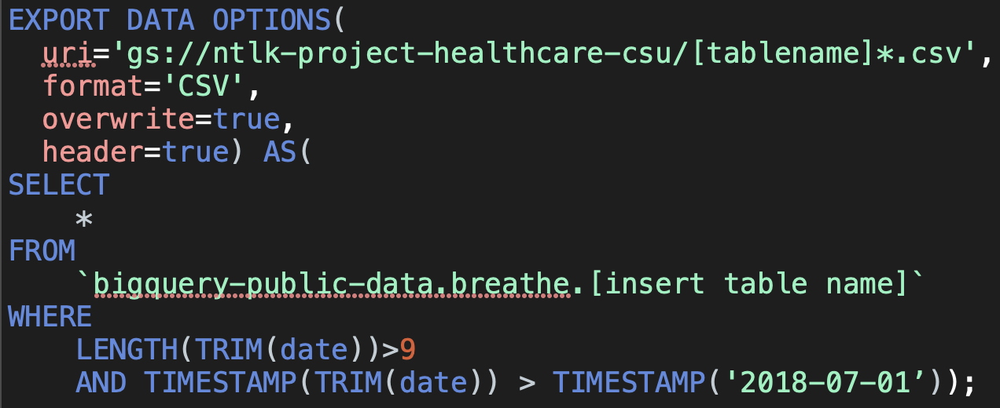 EXPORT DATA OPTIONS(
  uri='gs://ntlk-project-healthcare-csu/[tablename]*.csv',
  format='CSV',
  overwrite=true,
  header=true) AS(
SELECT
    *
FROM
    `bigquery-public-data.breathe.[insert table name]`
WHERE
    LENGTH(TRIM(date))>9
    AND TIMESTAMP(TRIM(date)) > TIMESTAMP('2018-07-01’));